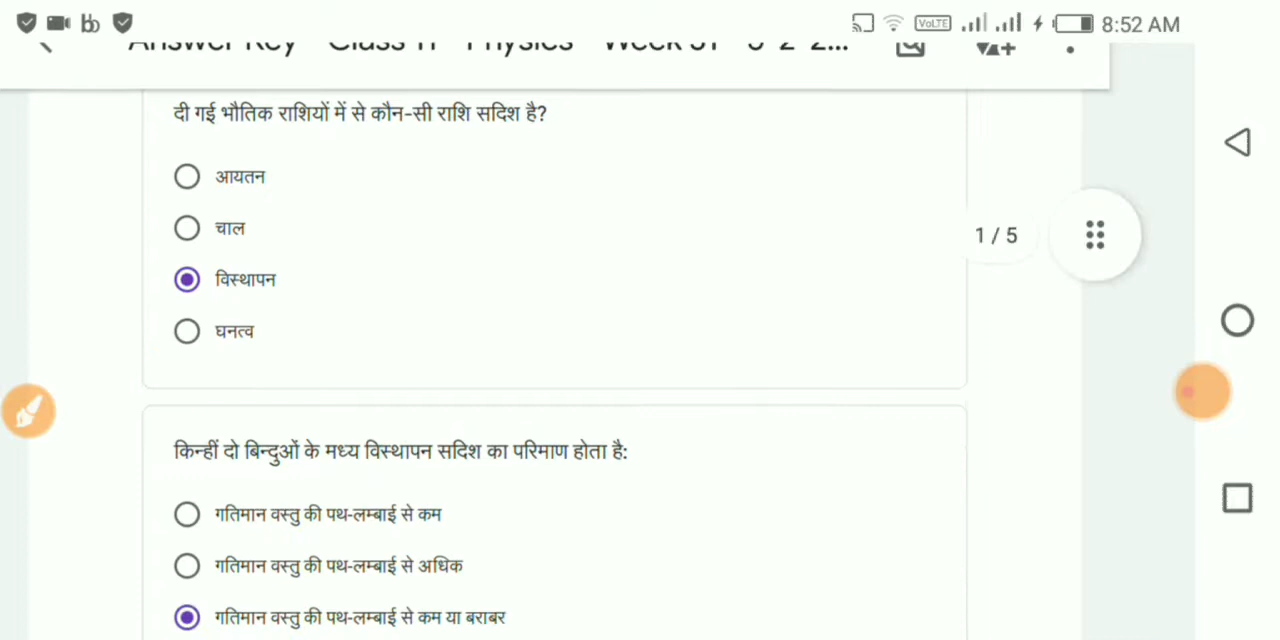 VoLTE 8:52 AM
दी गई भौतिक राशियों में से कौन-सी राशि सदिश है?
आयतन
चाल
1 / 5
विस्थापन
घनत्व
किन्हीं दो बिन्दुओं के मध्य विस्थापन सदिश का परिमाण होता है:
गतिमान वस्तु की पथ-लम्बाई से कम
गतिमान वस्तु की पथ-लम्बाई से अधिक
गतिमान वस्तु की पथ-लम्बाई से कम या बराबर